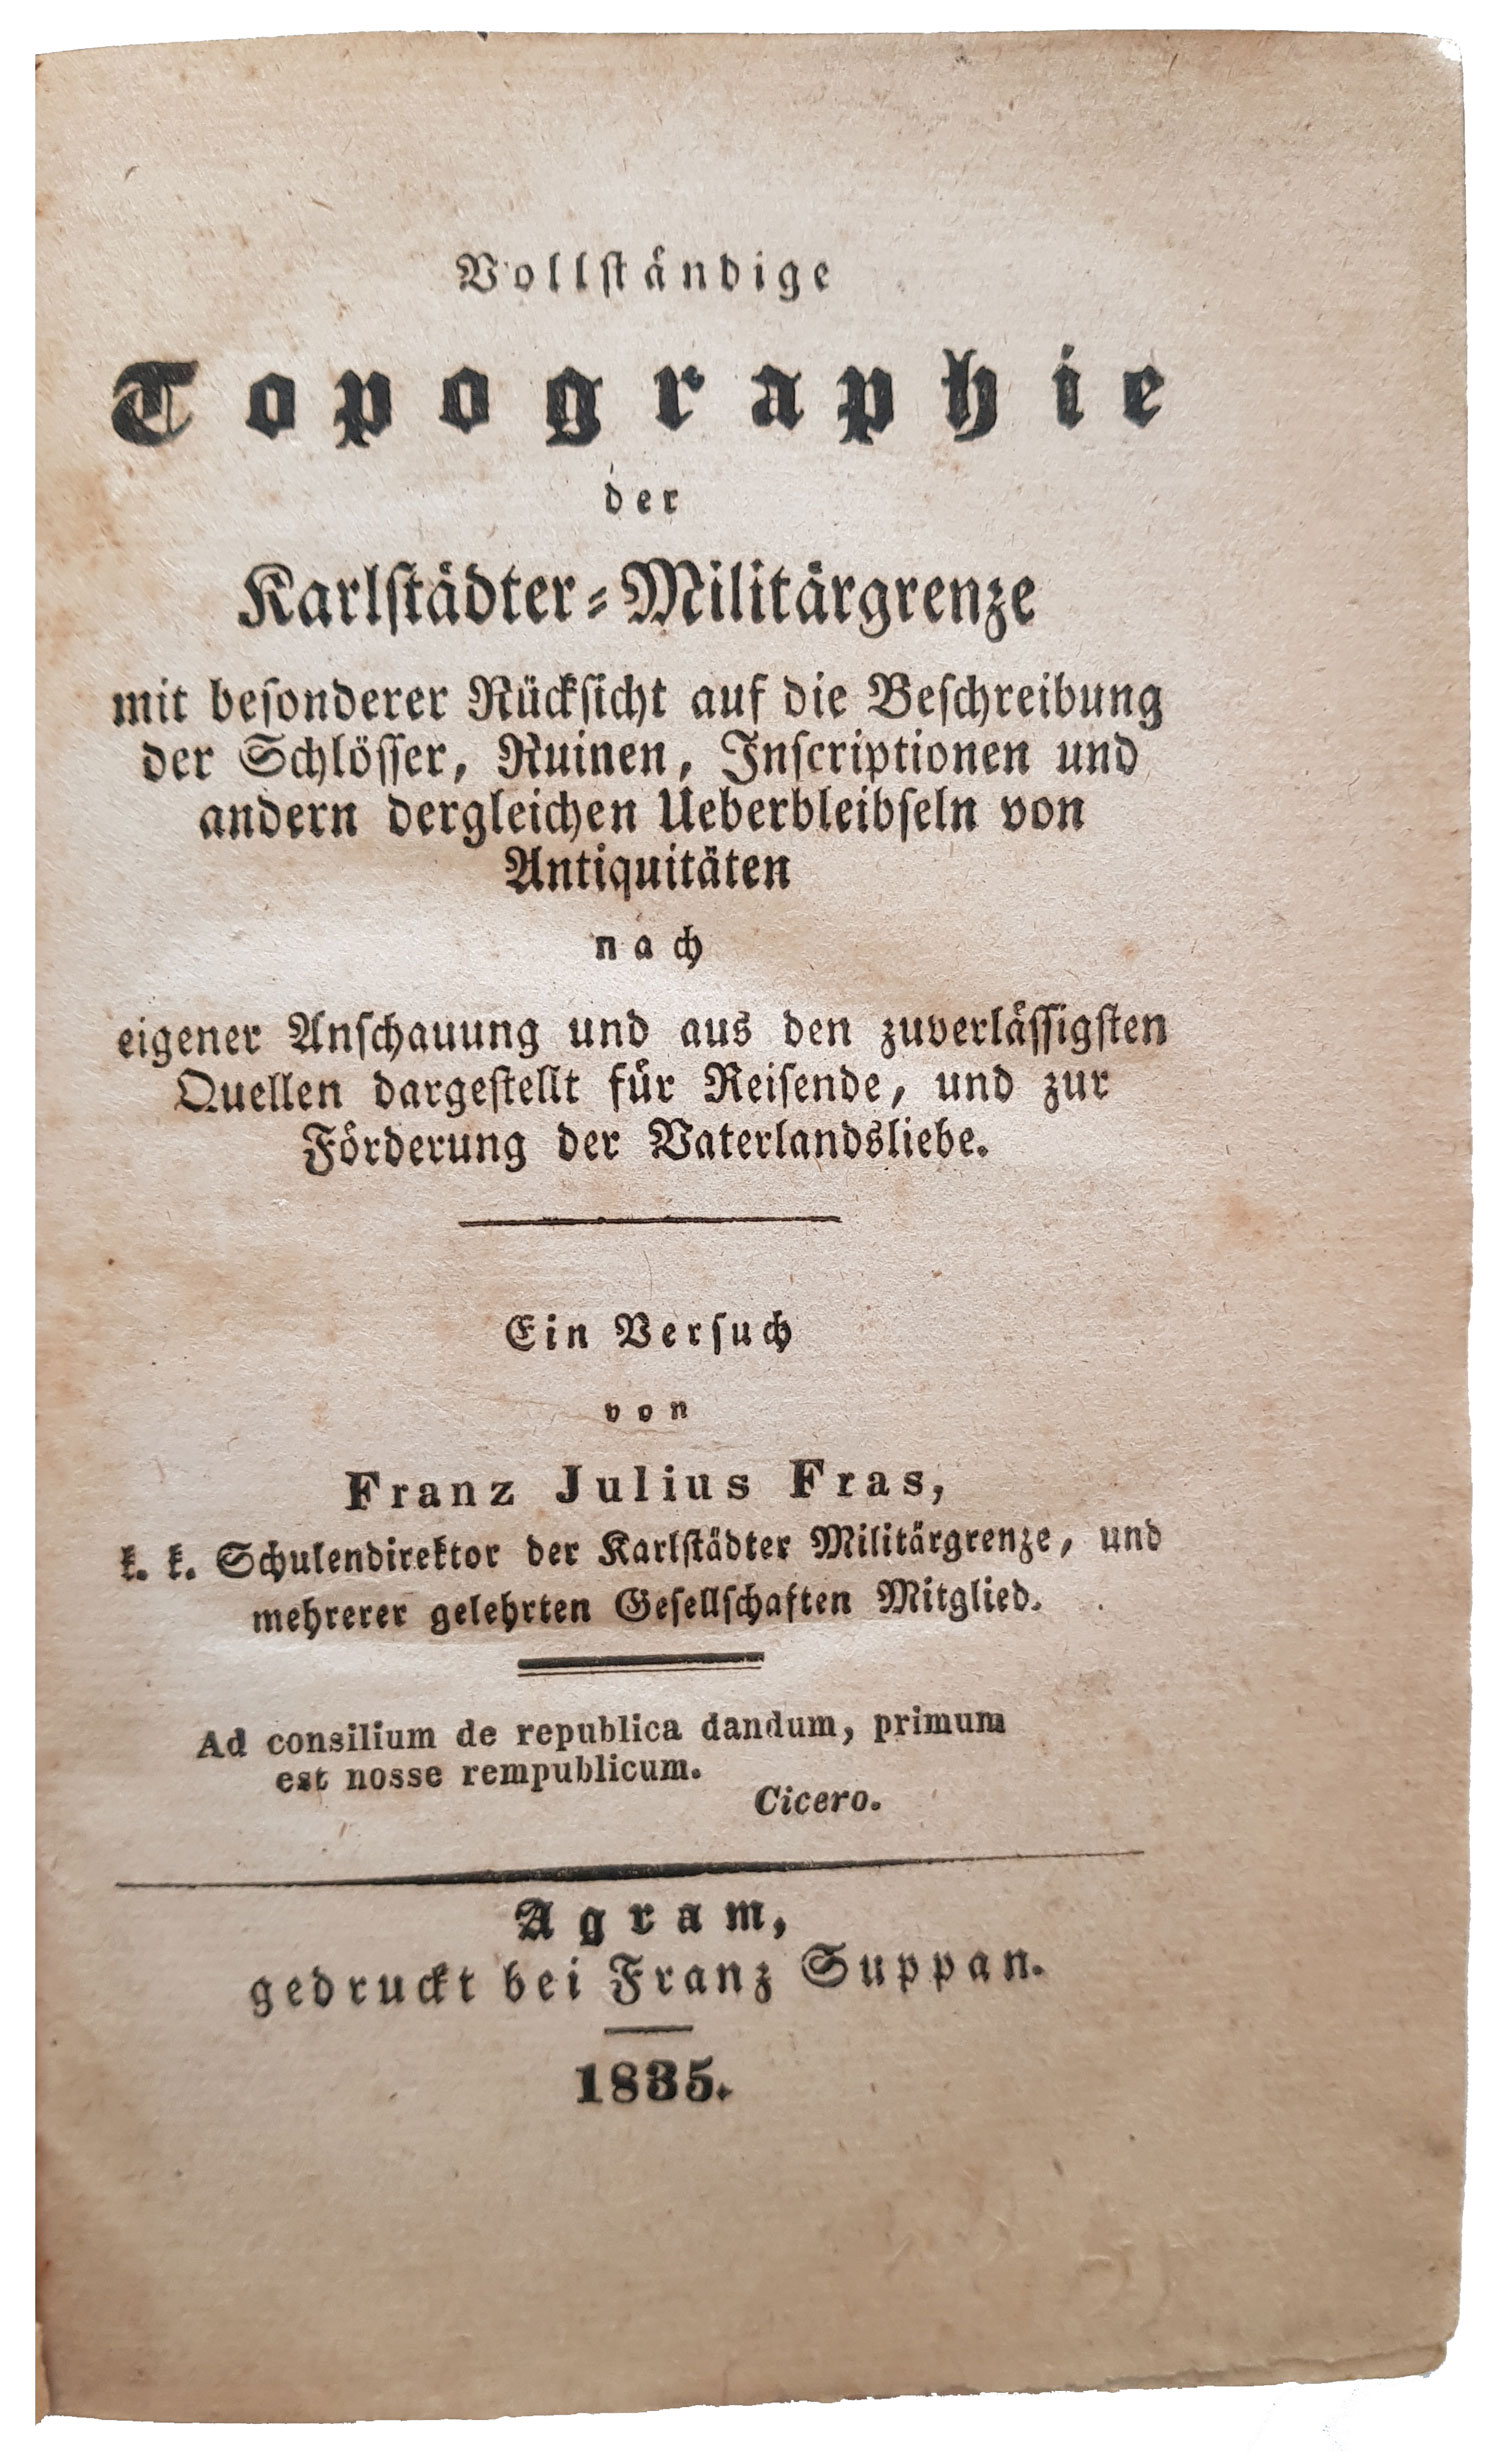 Vollständige
Topographie
der
Karlstädter-Militärgrenze
mit besonderer Rücksicht auf die Beschreibung
der Schlösser, Ruinen, Inscriptionen und
andern dergleichen Ueberbleibseln von
Antiquitäten
nach
eigener Anschauung und aus den zuverlässigsten
Quellen dargestellt für Reisende, und zur
Förderung der Vaterlandsliebe.
Ein Versuch
von
Franz Julius Fras,
k. k. Schulendirektor der Karlstädter Militärgrenze, und
mehrerer gelehrten Gesellschaften Mitglied.
Ad consilium de republica dandum, primum
est nosse rempublicum.
Cicero.
Agram,
gedruckt bei Franz Suppan.
1835.